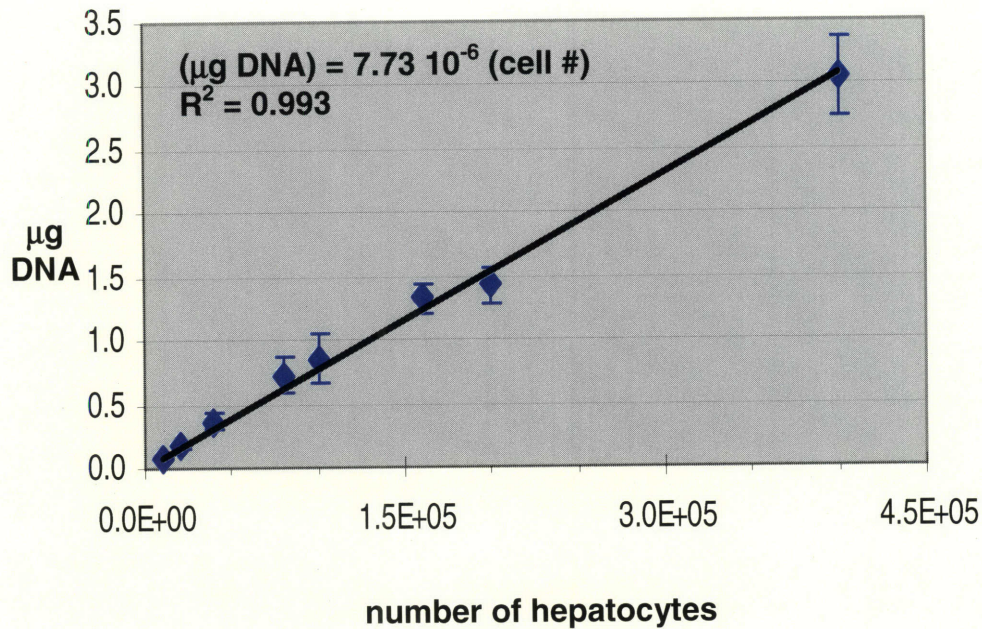 3.5
(μg DNA) = 7.73 10⁻⁶ (cell #)
R² = 0.993
3.0
2.5
2.0
μg
DNA
1.5
1.0
0.5
0.0
0.0E+00 1.5E+05 3.0E+05 4.5E+05
number of hepatocytes